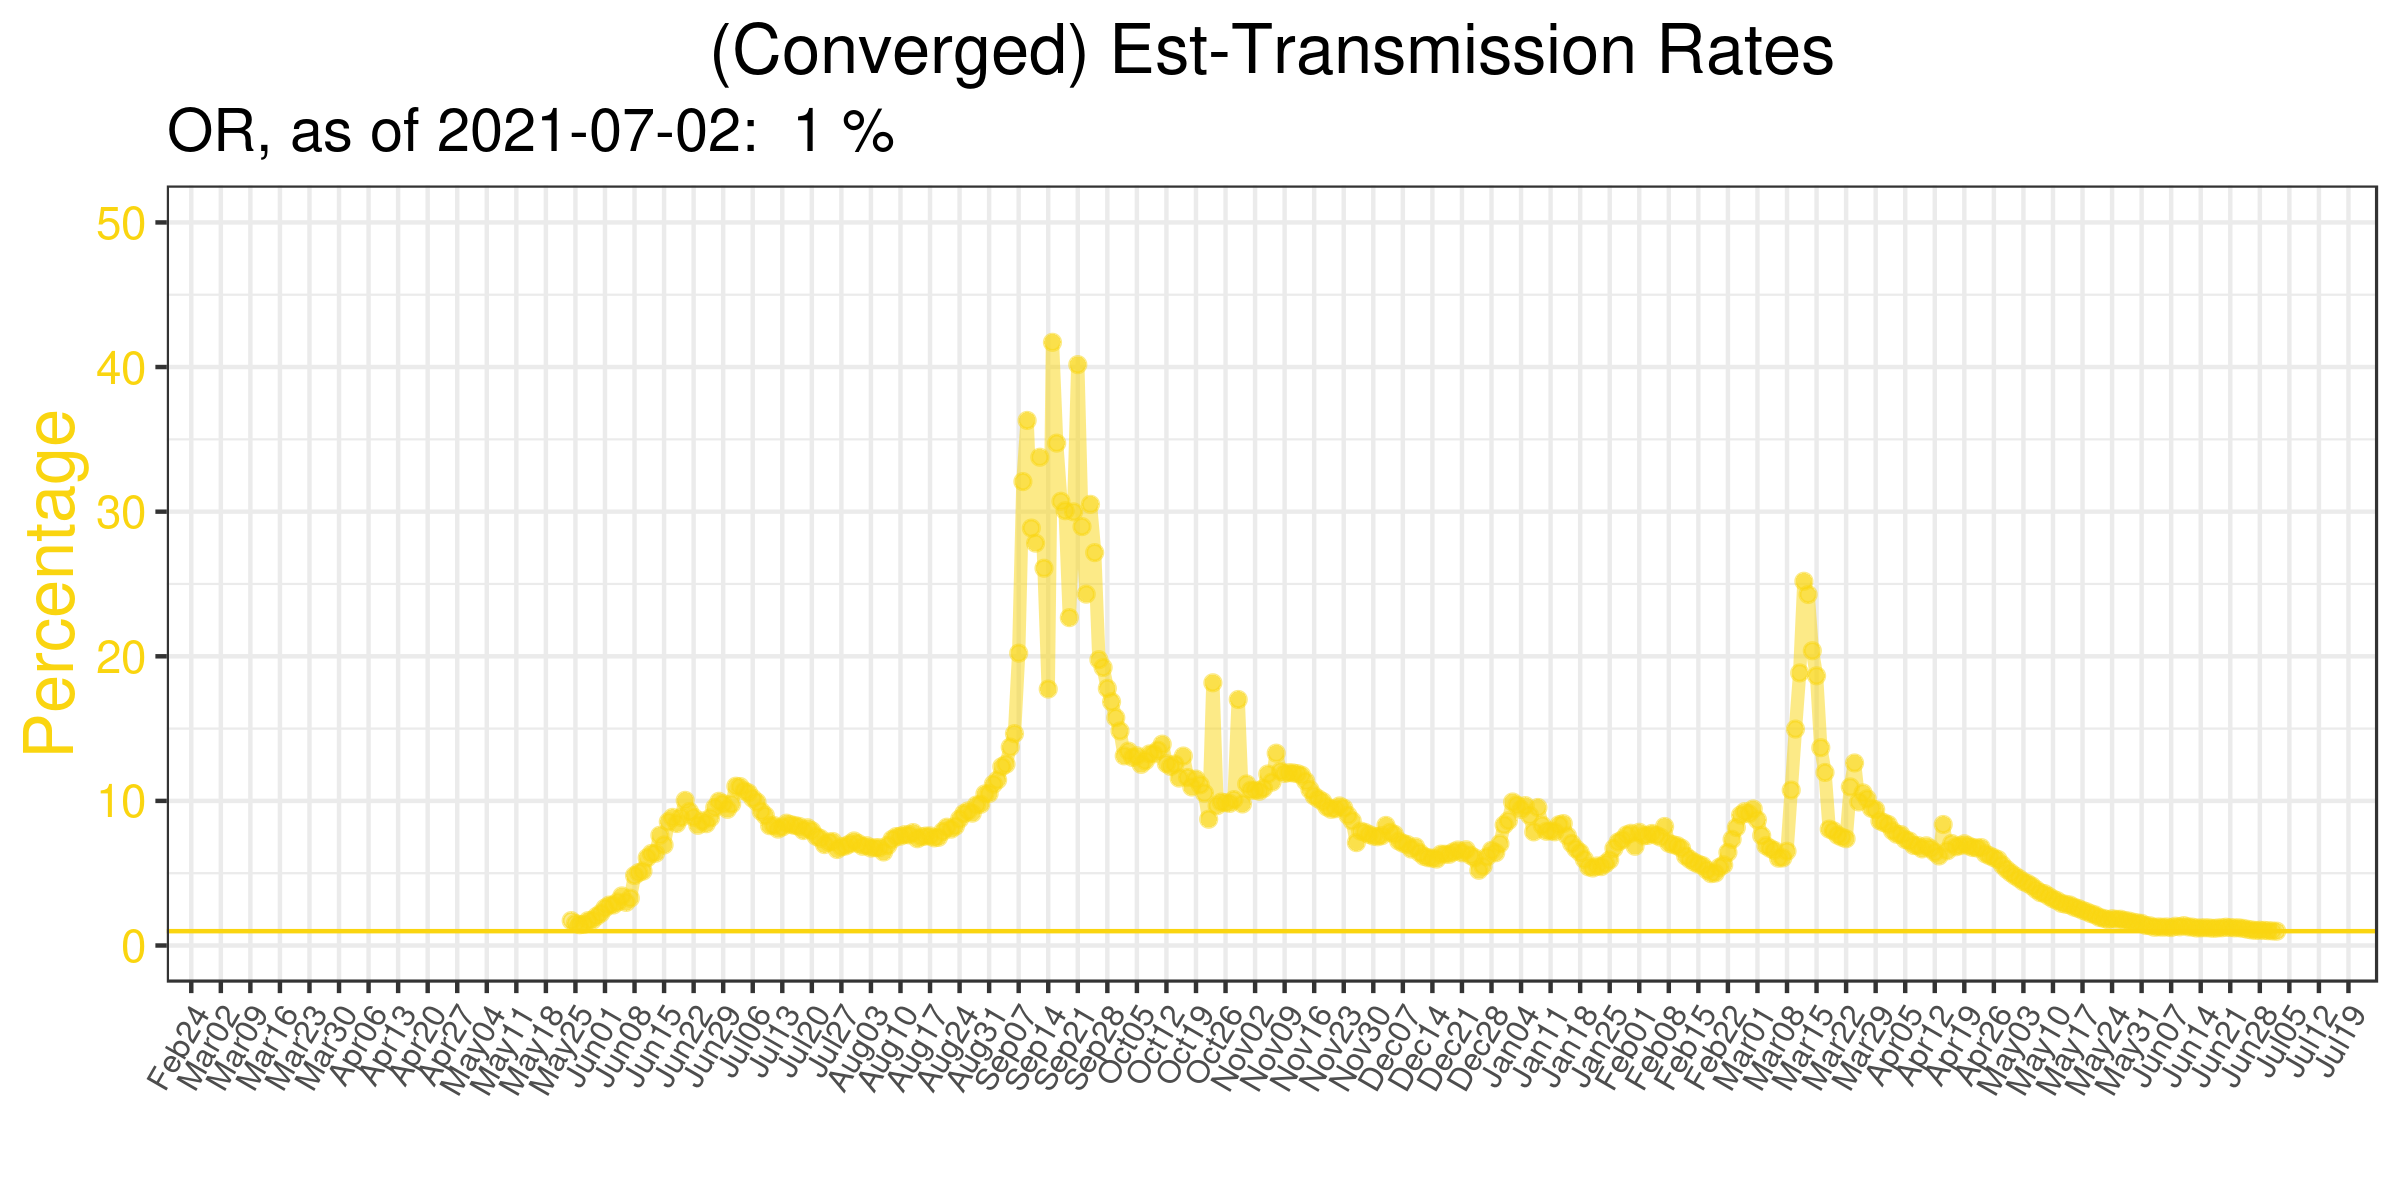 (Converged) Est-Transmission Rates
OR, as of 2021-07-02:  1 %
Percentage
50
40
30
20
10
0
Feb24
Mar02
Mar09
Mar16
Mar23
Mar30
Apr06
Apr13
Apr20
Apr27
May04
May11
May18
May25
Jun01
Jun08
Jun15
Jun22
Jun29
Jul06
Jul13
Jul20
Jul27
Aug03
Aug10
Aug17
Aug24
Aug31
Sep07
Sep14
Sep21
Sep28
Oct05
Oct12
Oct19
Oct26
Nov02
Nov09
Nov16
Nov23
Nov30
Dec07
Dec14
Dec21
Dec28
Jan04
Jan11
Jan18
Jan25
Feb01
Feb08
Feb15
Feb22
Mar01
Mar08
Mar15
Mar22
Mar29
Apr05
Apr12
Apr19
Apr26
May03
May10
May17
May24
May31
Jun07
Jun14
Jun21
Jun28
Jul05
Jul12
Jul19